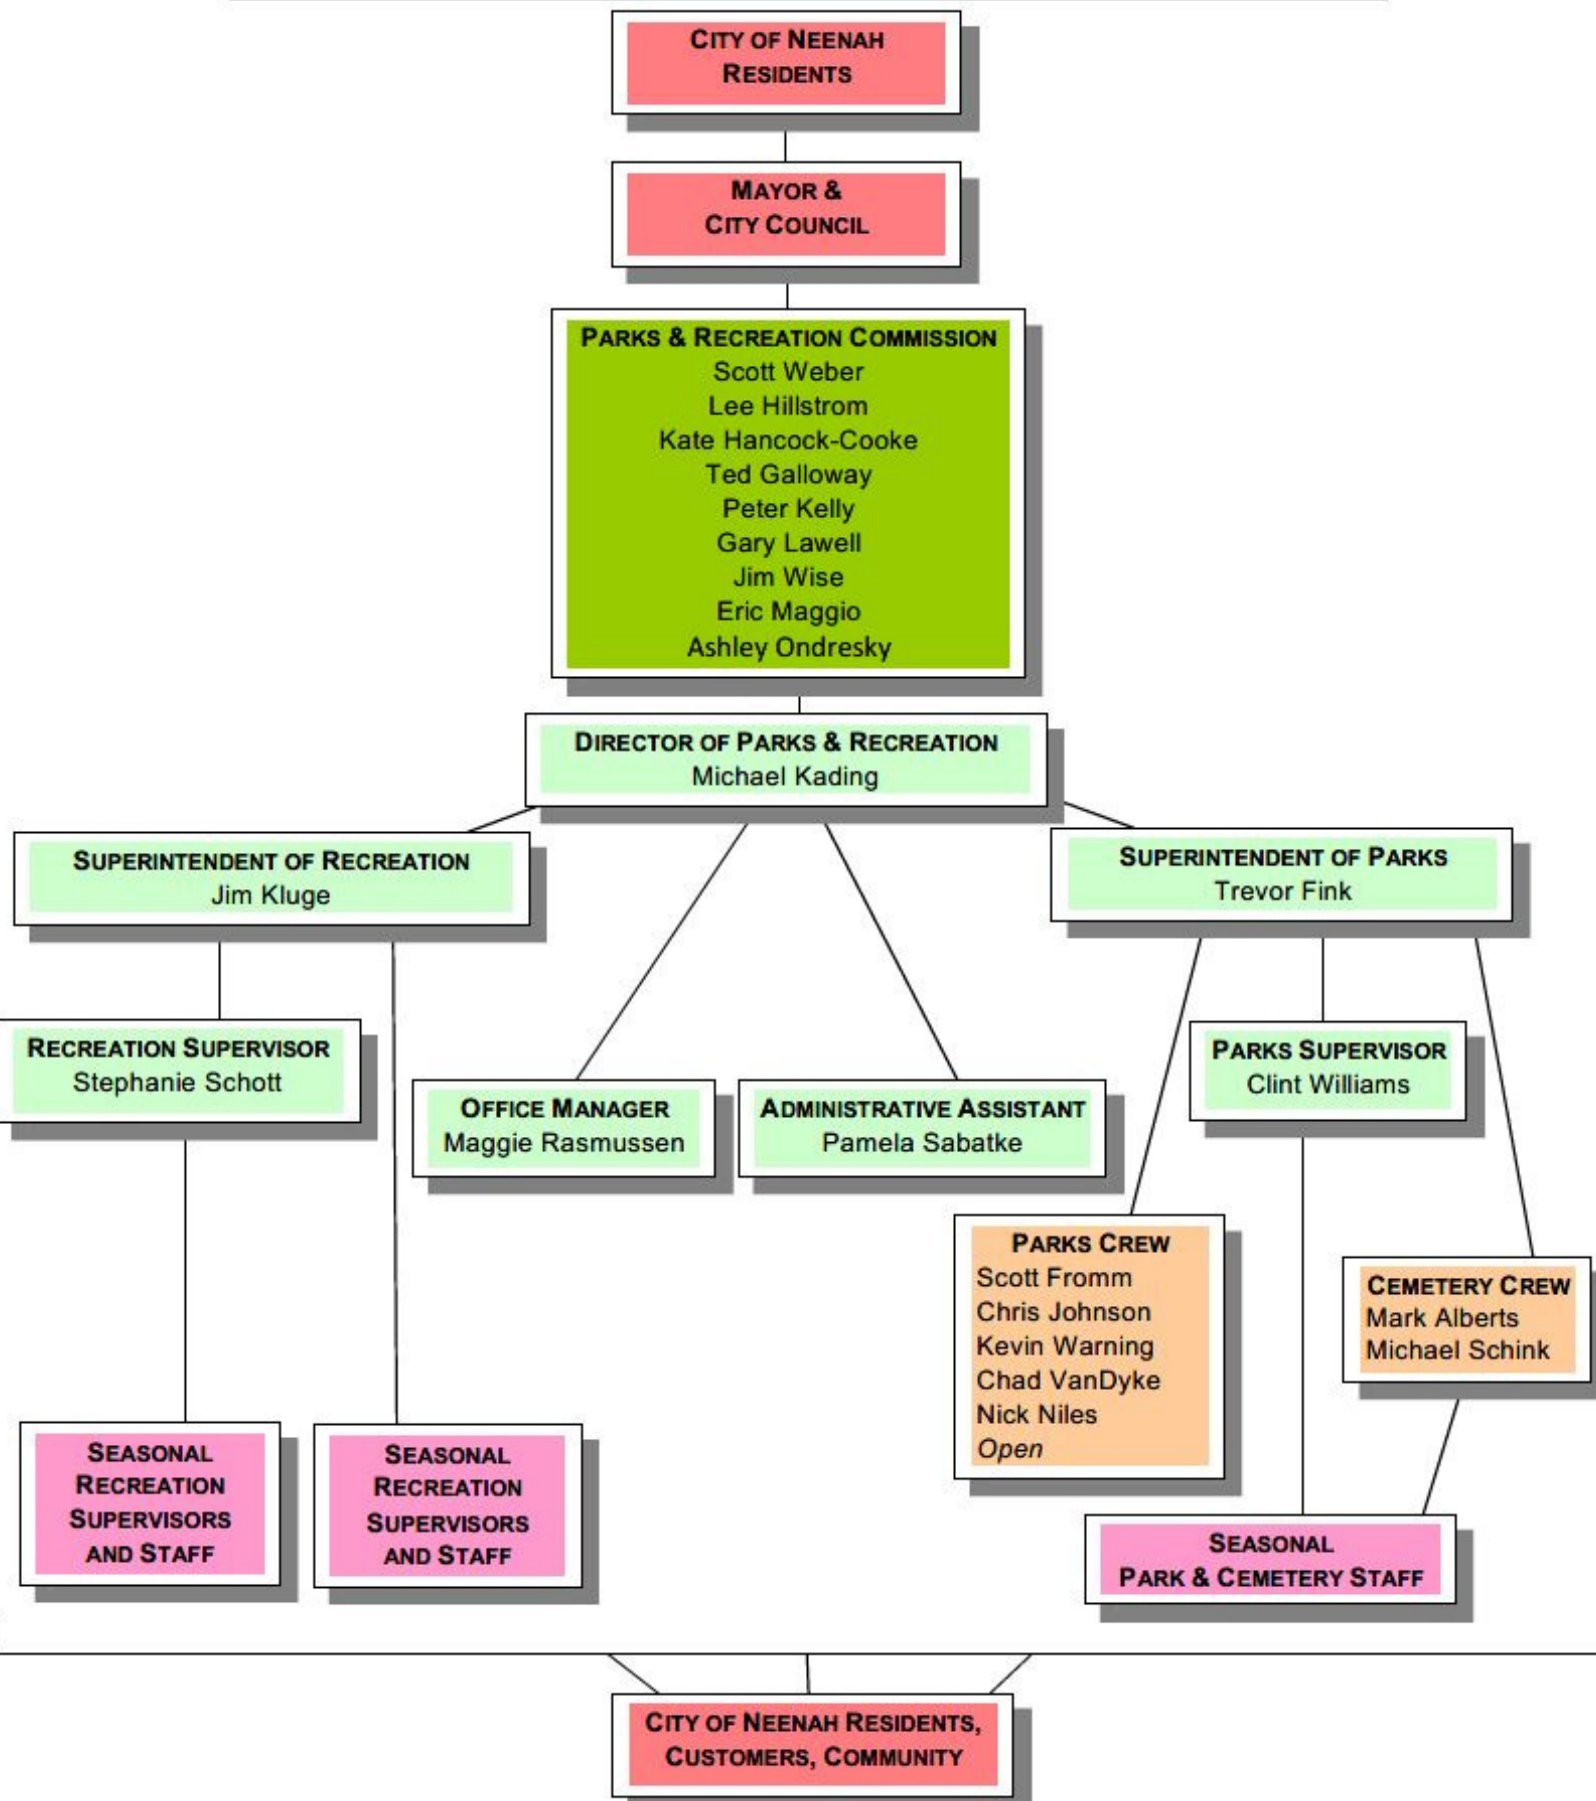 CITY OF NEENAH
RESIDENTS
MAYOR &
CITY COUNCIL
PARKS & RECREATION COMMISSION
Scott Weber
Lee Hillstrom
Kate Hancock-Cooke
Ted Galloway
Peter Kelly
Gary Lawell
Jim Wise
Eric Maggio
Ashley Ondresky
DIRECTOR OF PARKS & RECREATION
Michael Kading
SUPERINTENDENT OF RECREATION
Jim Kluge
SUPERINTENDENT OF PARKS
Trevor Fink
RECREATION SUPERVISOR
Stephanie Schott
OFFICE MANAGER
Maggie Rasmussen
ADMINISTRATIVE ASSISTANT
Pamela Sabatke
PARKS SUPERVISOR
Clint Williams
PARKS CREW
Scott Fromm
Chris Johnson
Kevin Warning
Chad VanDyke
Nick Niles
Open
CEMETERY CREW
Mark Alberts
Michael Schink
SEASONAL
RECREATION
SUPERVISORS
AND STAFF
SEASONAL
RECREATION
SUPERVISORS
AND STAFF
SEASONAL
PARK & CEMETERY STAFF
CITY OF NEENAH RESIDENTS,
CUSTOMERS, COMMUNITY